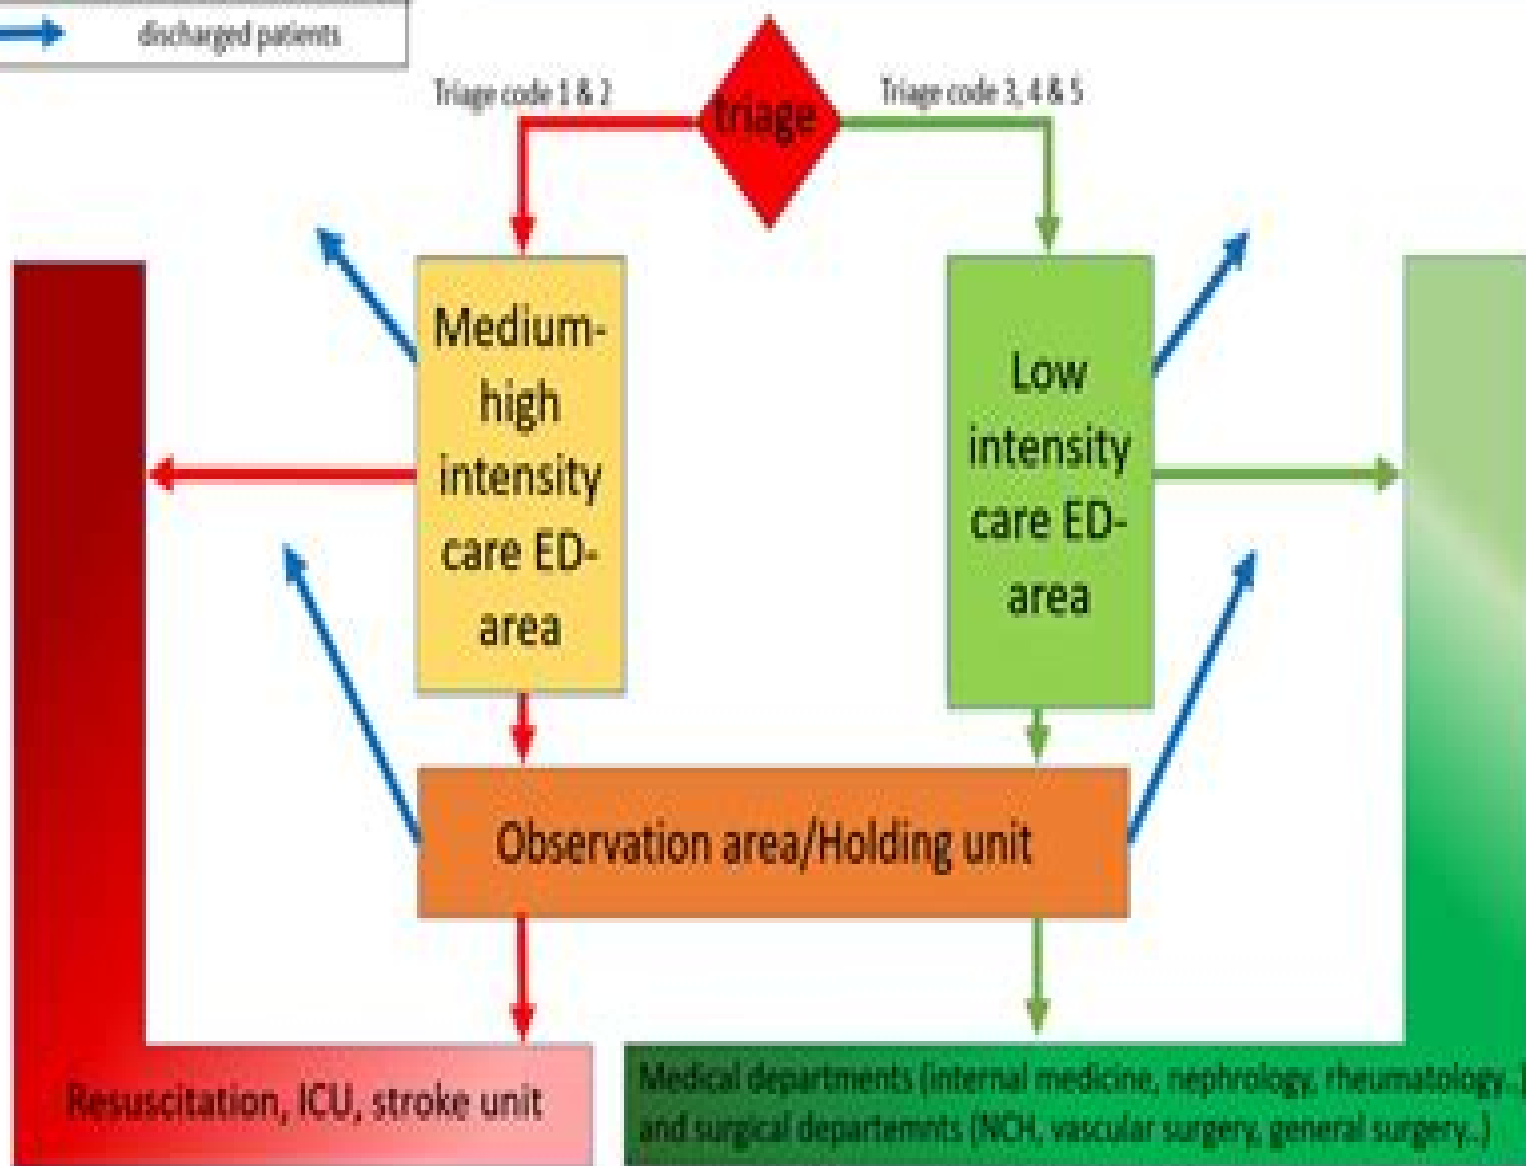 discharged patients
Triage code 1 & 2
triage
Triage code 3, 4 & 5
Medium-
high
intensity
care ED-
area
Low
intensity
care ED-
area
Observation area/Holding unit
Resuscitation, ICU, stroke unit
Medical departments (internal medicine, nephrology, rheumatology..)
and surgical departemnts (NCH, vascular surgery, general surgery..)